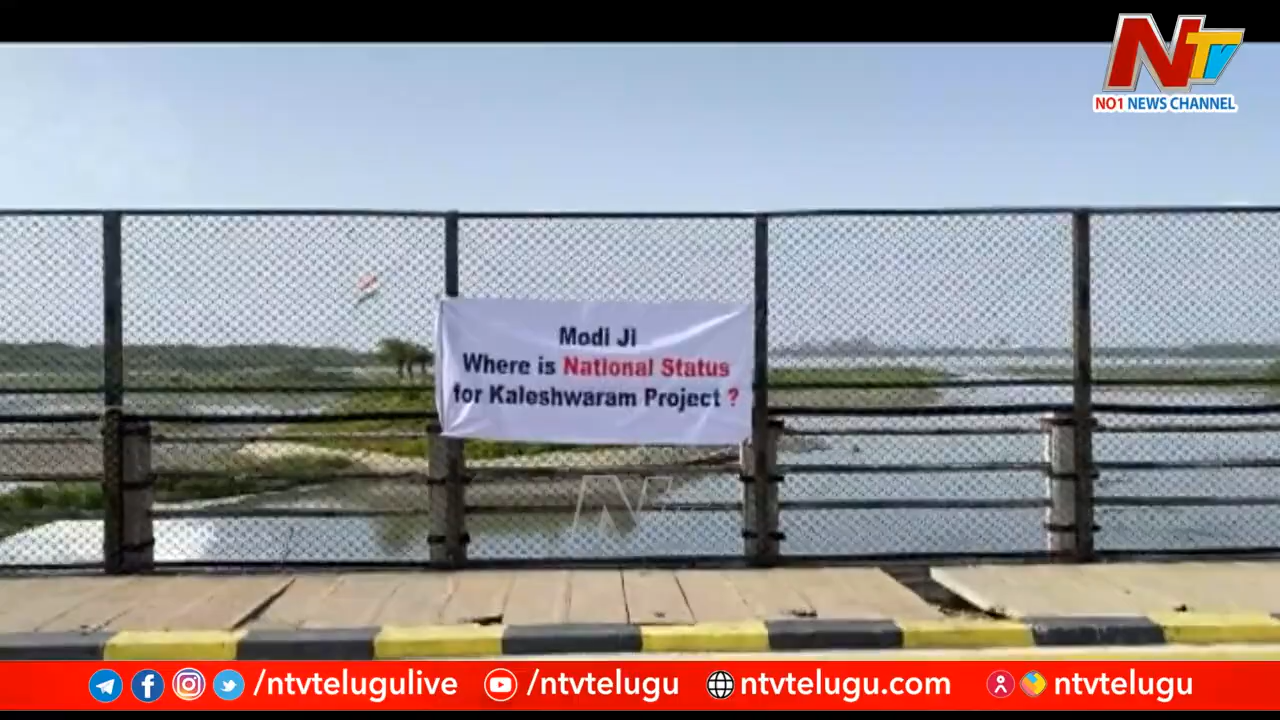 NTV
NO1 NEWS CHANNEL
Modi Ji
Where is National Status
for Kaleshwaram Project ?
/ntvtelugulive
/ntvtelugu
ntvtelugu.com
ntvtelugu